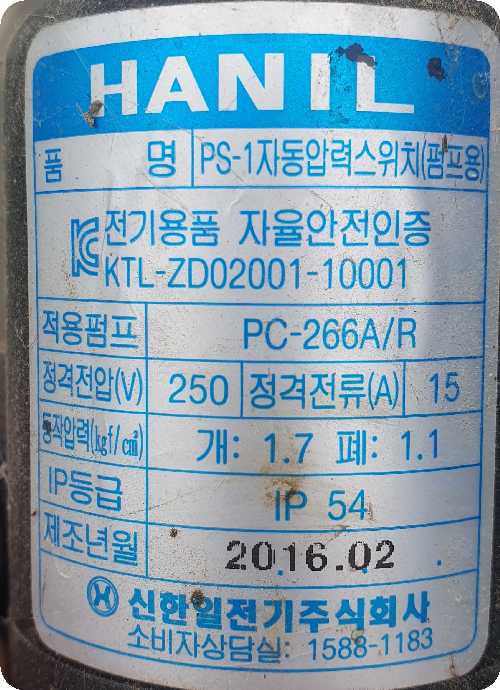 HANIL
품 명 PS-1자동압력스위치(펌프용)
전기용품 자율안전인증
KTL-ZD02001-10001
적용펌프 PC-266A/R
정격전압(V) 250 정격전류(A) 15
동작압력(kgf/㎠) 개: 1.7 폐: 1.1
IP등급 IP 54
제조년월 2016.02
신한일전기주식회사
소비자상담실: 1588-1183